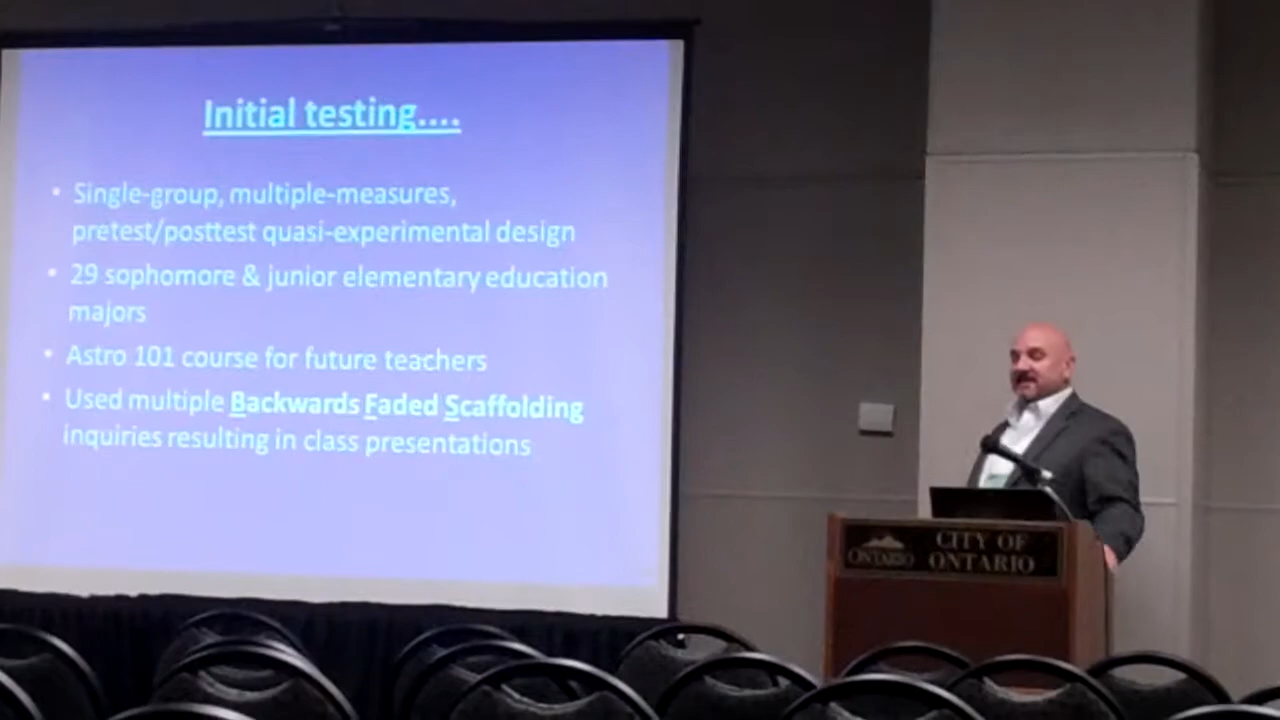 Initial testing....
• Single-group, multiple-measures,
pretest/posttest quasi-experimental design
• 29 sophomore & junior elementary education
majors
• Astro 101 course for future teachers
• Used multiple Backwards Faded Scaffolding
inquiries resulting in class presentations
ONTARIO
CITY OF
ONTARIO